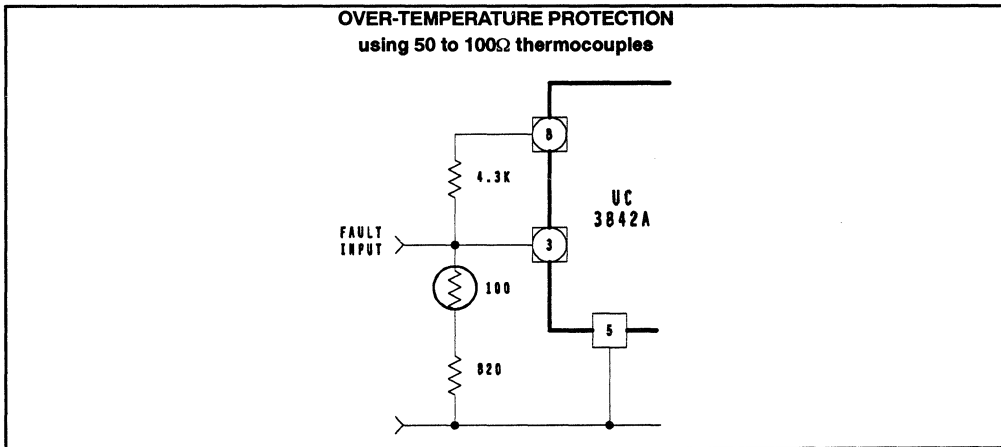 OVER-TEMPERATURE PROTECTION
using 50 to 100Ω thermocouples
8
4.3K
UC
3842A
FAULT
INPUT
3
100
5
820